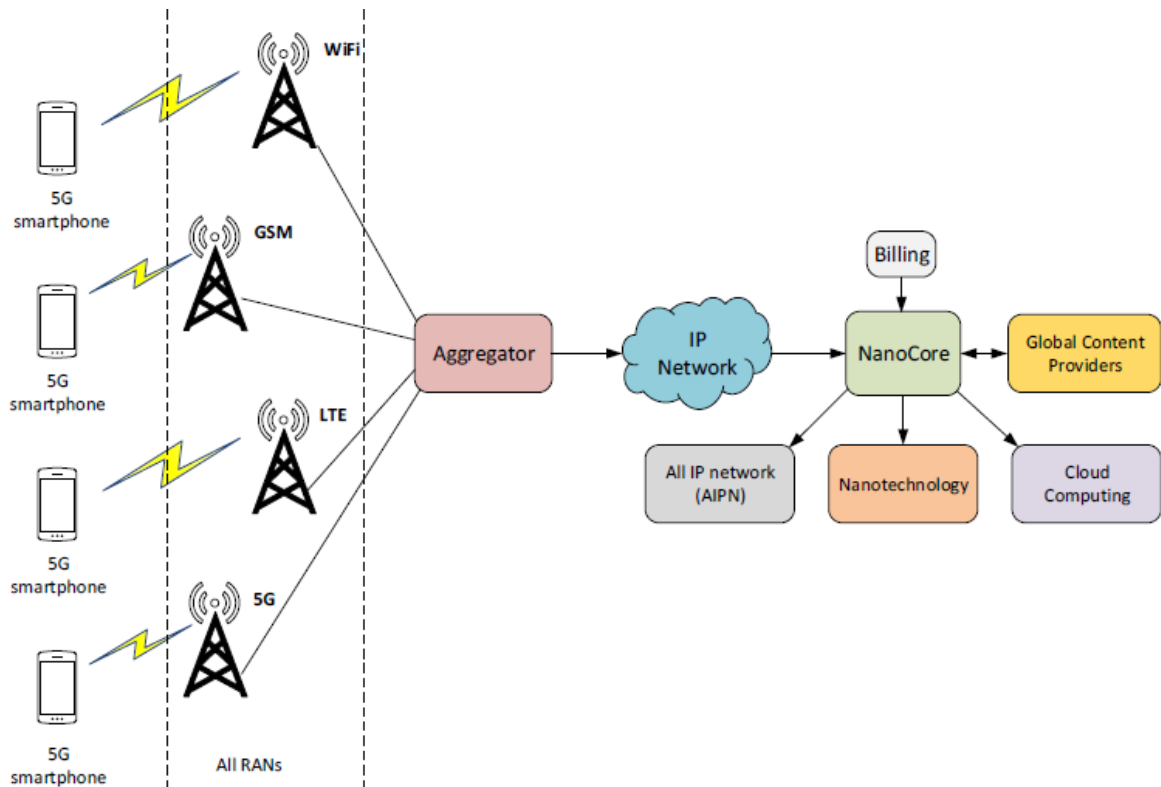 WiFi
5G
smartphone
GSM
5G
smartphone
LTE
5G
smartphone
5G
5G
smartphone
All RANs
Aggregator
IP
Network
Billing
NanoCore
Global Content
Providers
All IP network
(AIPN)
Nanotechnology
Cloud
Computing